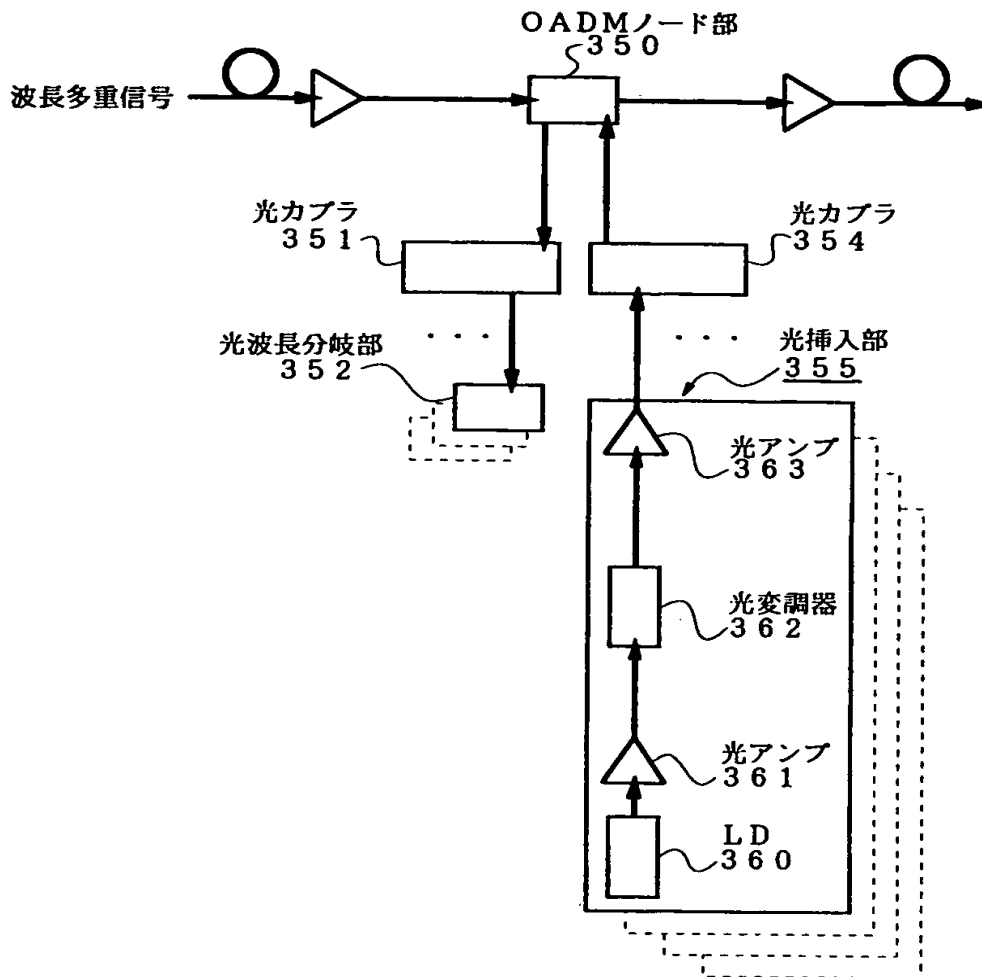 OADMノード部
350
波長多重信号
光カプラ
351
光カプラ
354
・・・
・・・
光波長分岐部
352
光挿入部
355
光アンプ
363
光変調器
362
光アンプ
361
LD
360